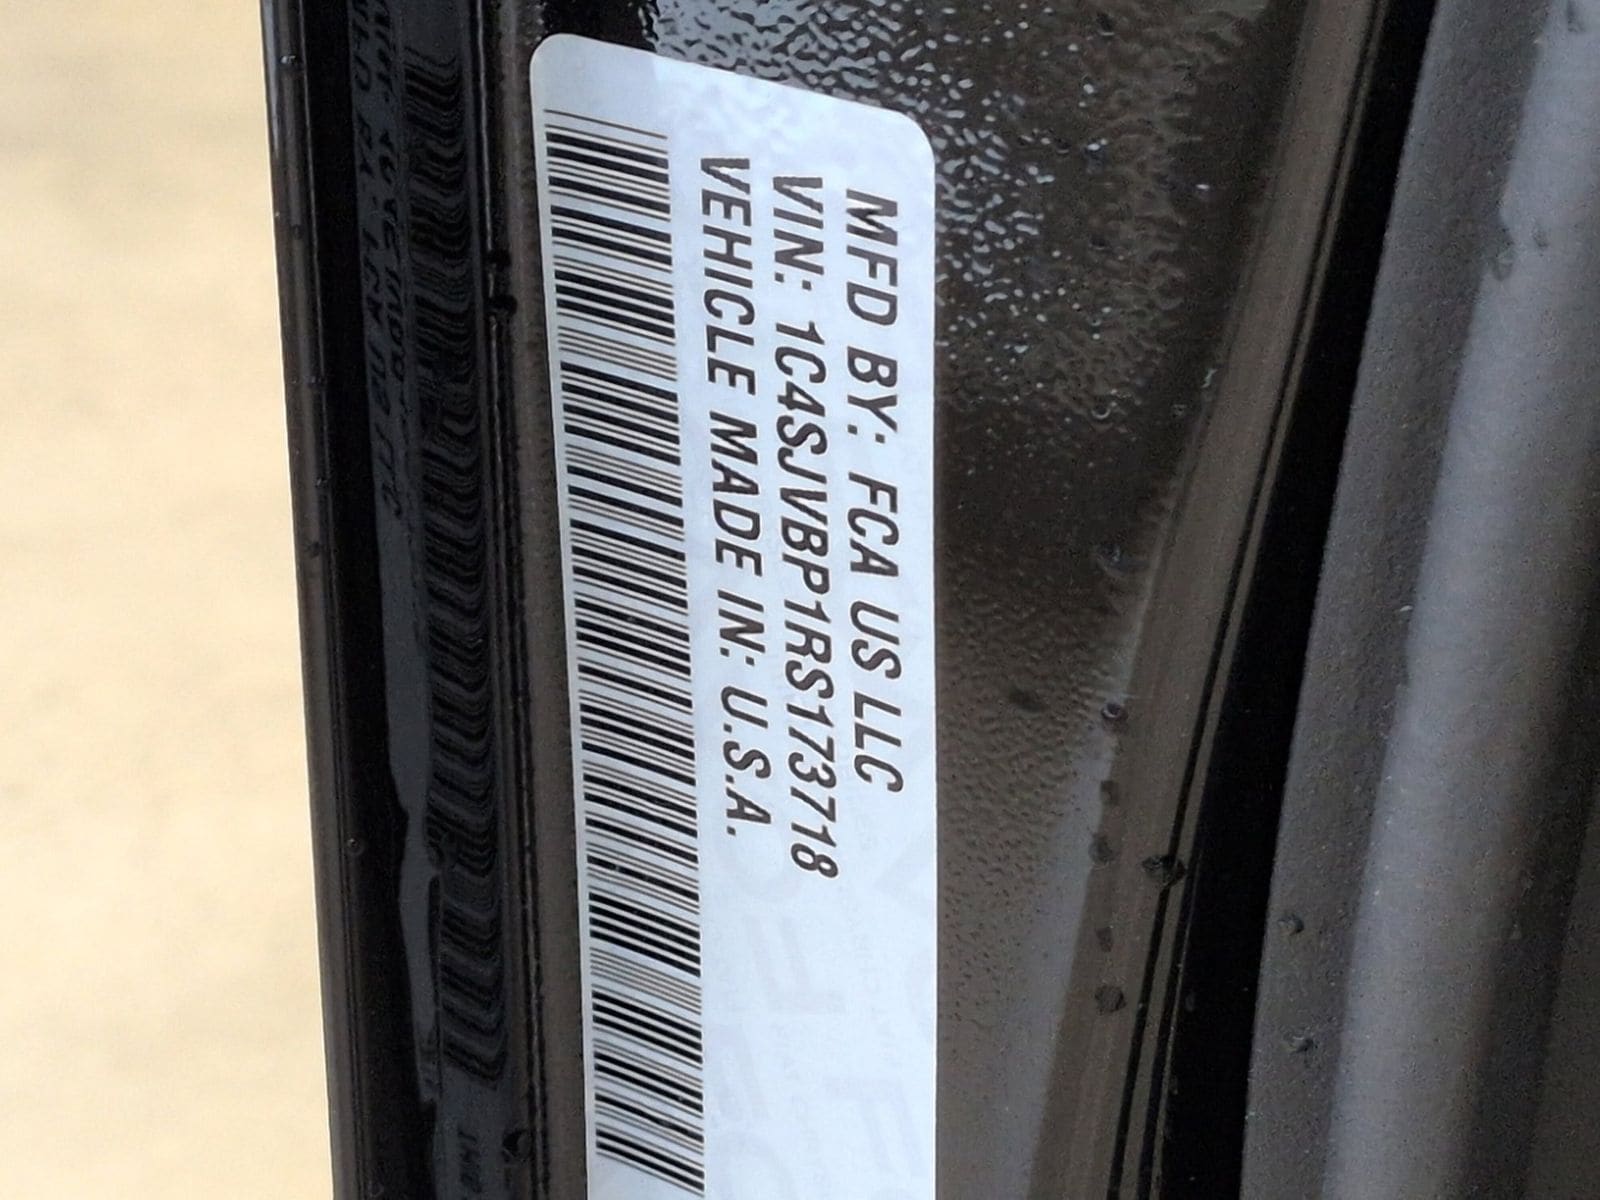 MFD BY: FCA US LLC
VIN: 1C4SJVBP1RS173718
VEHICLE MADE IN: U.S.A.